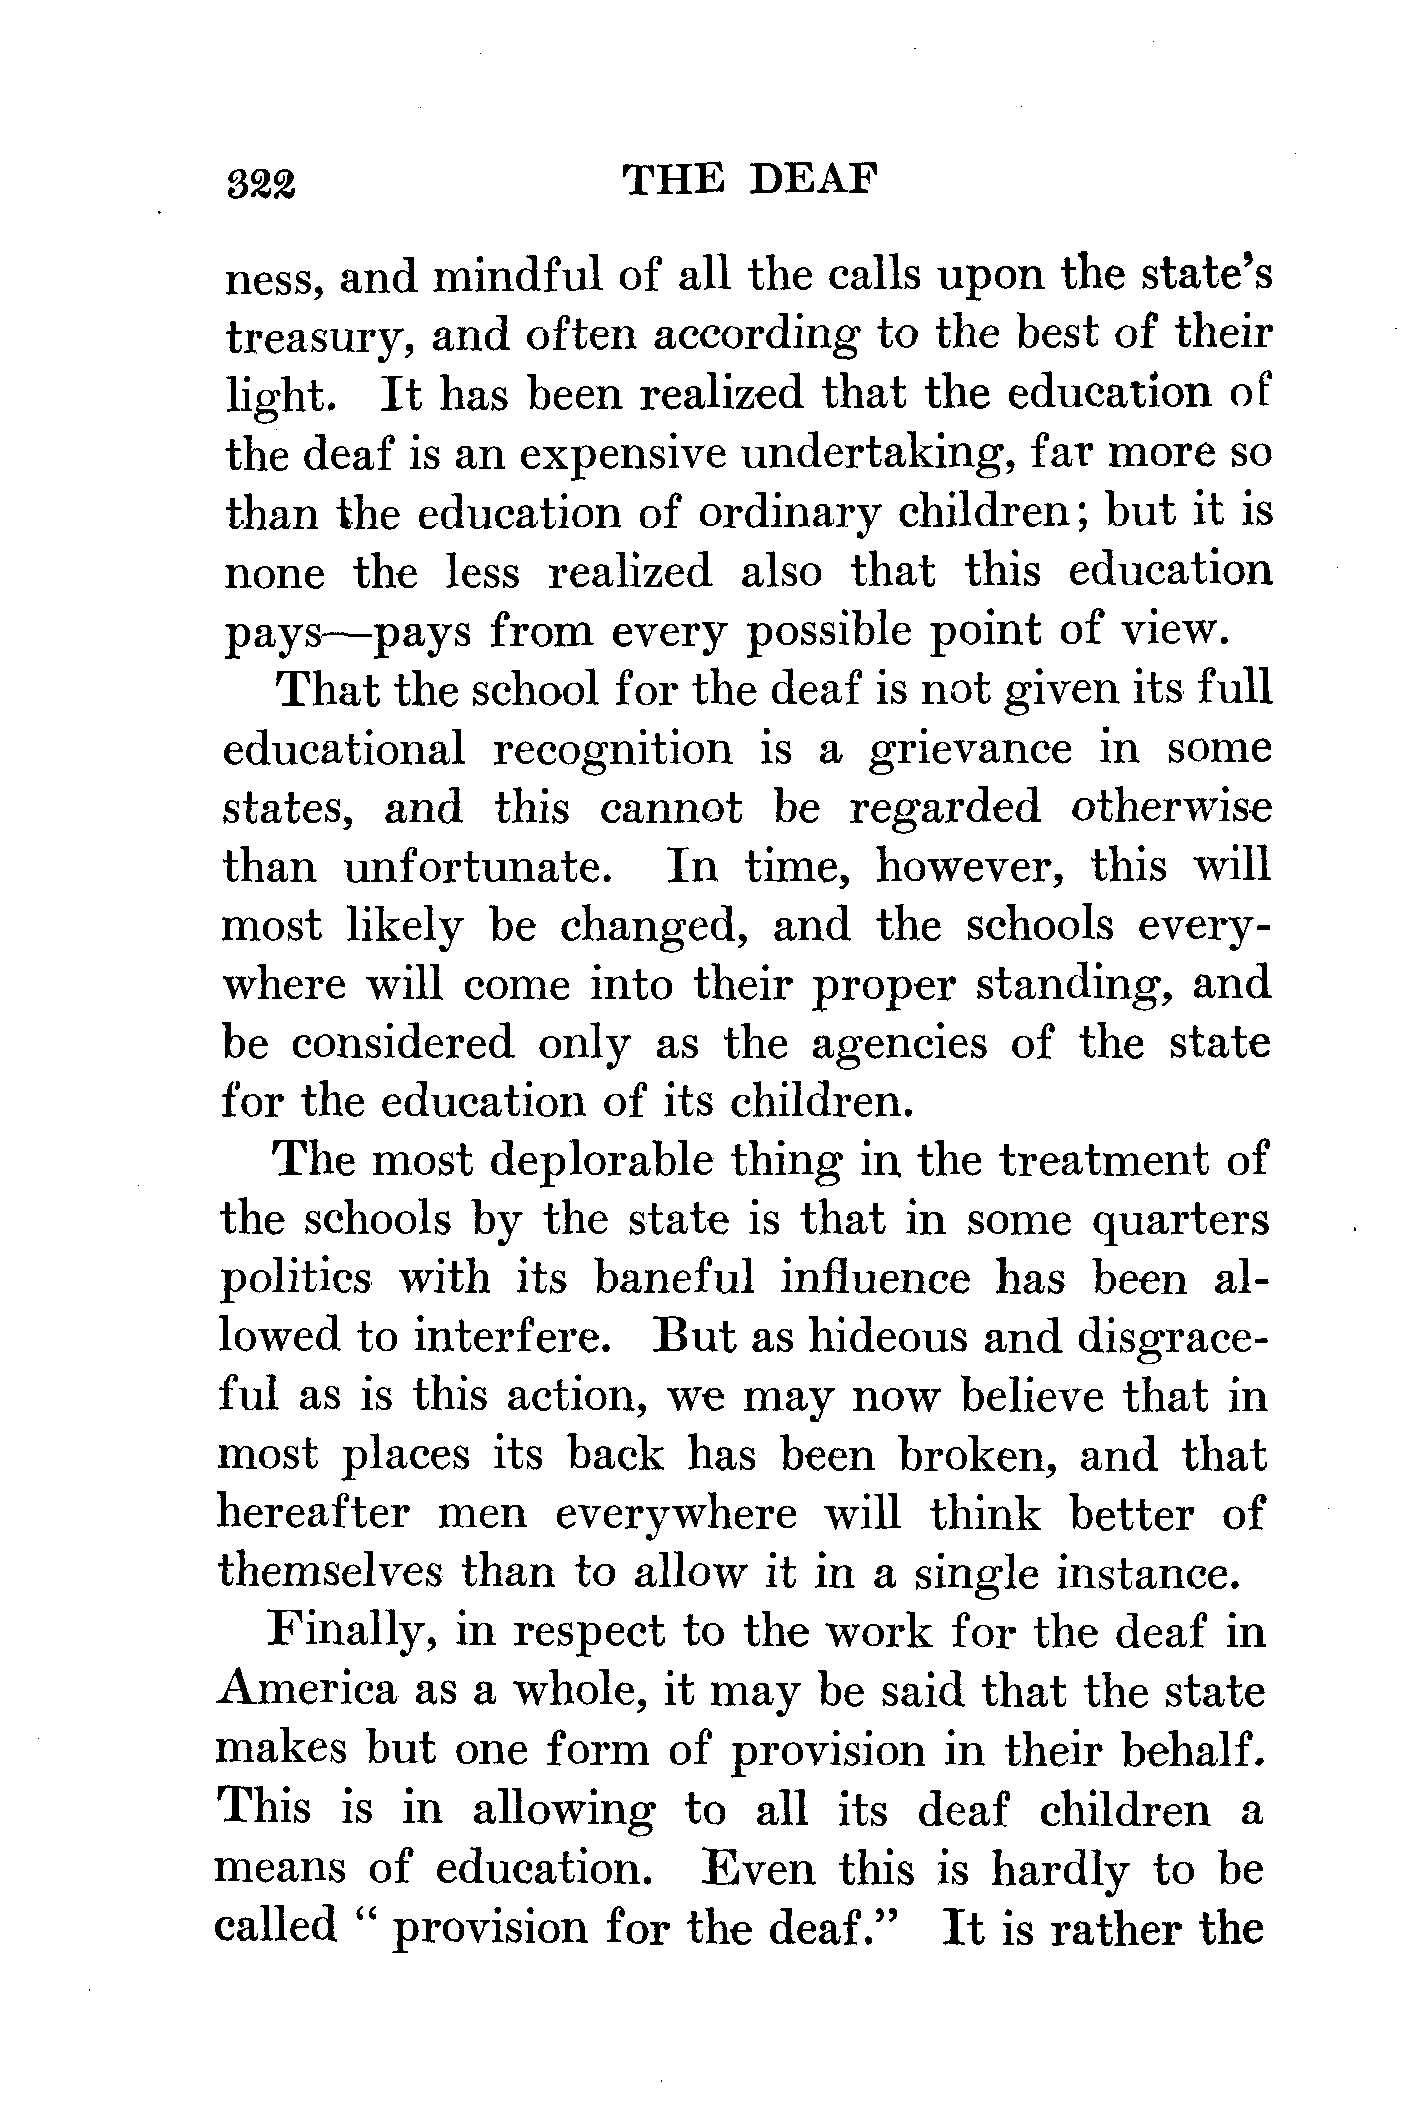 322 THE DEAF
ness, and mindful of all the calls upon the state's
treasury, and often according to the best of their
light. It has been realized that the education of
the deaf is an expensive undertaking, far more so
than the education of ordinary children; but it is
none the less realized also that this education
pays—pays from every possible point of view.
That the school for the deaf is not given its full
educational recognition is a grievance in some
states, and this cannot be regarded otherwise
than unfortunate. In time, however, this will
most likely be changed, and the schools every-
where will come into their proper standing, and
be considered only as the agencies of the state
for the education of its children.
The most deplorable thing in the treatment of
the schools by the state is that in some quarters
politics with its baneful influence has been al-
lowed to interfere. But as hideous and disgrace-
ful as is this action, we may now believe that in
most places its back has been broken, and that
hereafter men everywhere will think better of
themselves than to allow it in a single instance.
Finally, in respect to the work for the deaf in
America as a whole, it may be said that the state
makes but one form of provision in their behalf.
This is in allowing to all its deaf children a
means of education. Even this is hardly to be
called " provision for the deaf." It is rather the